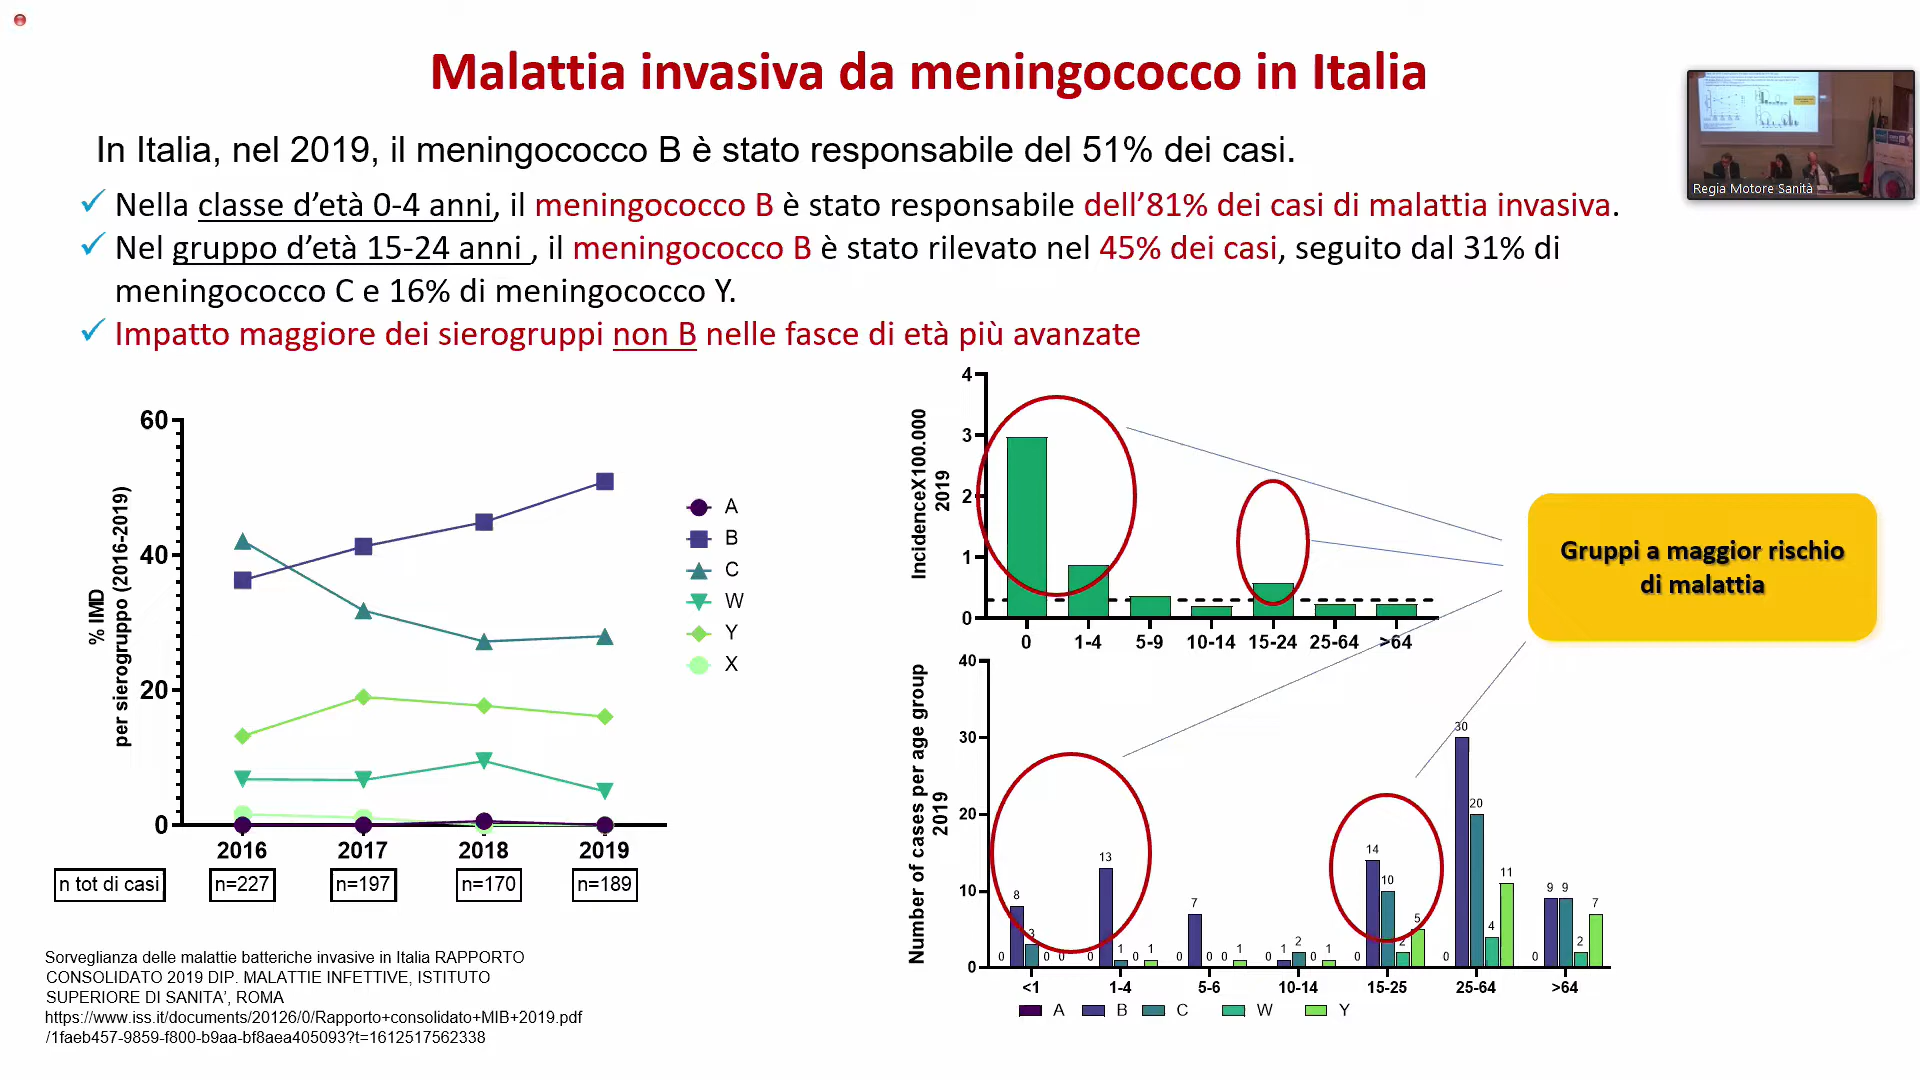 Malattia invasiva da meningococco in Italia
Regia Motore Sanità
In Italia, nel 2019, il meningococco B è stato responsabile del 51% dei casi.
✓ Nella classe d’età 0-4 anni, il meningococco B è stato responsabile dell’81% dei casi di malattia invasiva.
✓ Nel gruppo d’età 15-24 anni , il meningococco B è stato rilevato nel 45% dei casi, seguito dal 31% di
meningococco C e 16% di meningococco Y.
✓ Impatto maggiore dei sierogruppi non B nelle fasce di età più avanzate
% IMD
per sierogruppo (2016-2019)
60
40
20
0
2016 2017 2018 2019
n tot di casi n=227 n=197 n=170 n=189
A
B
C
W
Y
X
IncidenceX100.000
2019
4
3
2
1
0
0 1-4 5-9 10-14 15-24 25-64 >64
Gruppi a maggior rischio
di malattia
Number of cases per age group
2019
40
30
20
10
0
0 8 3 0 0
0 13 1 0 1
0 7 0 0 1
0 1 2 0 1
0 14 10 2 5
0 30 20 4 11
0 9 9 2 7
<1 1-4 5-6 10-14 15-25 25-64 >64
A B C W Y
Sorveglianza delle malattie batteriche invasive in Italia RAPPORTO
CONSOLIDATO 2019 DIP. MALATTIE INFETTIVE, ISTITUTO
SUPERIORE DI SANITA’, ROMA
https://www.iss.it/documents/20126/0/Rapporto+consolidato+MIB+2019.pdf
/1faeb457-9859-f800-b9aa-bf8aea405093?t=1612517562338